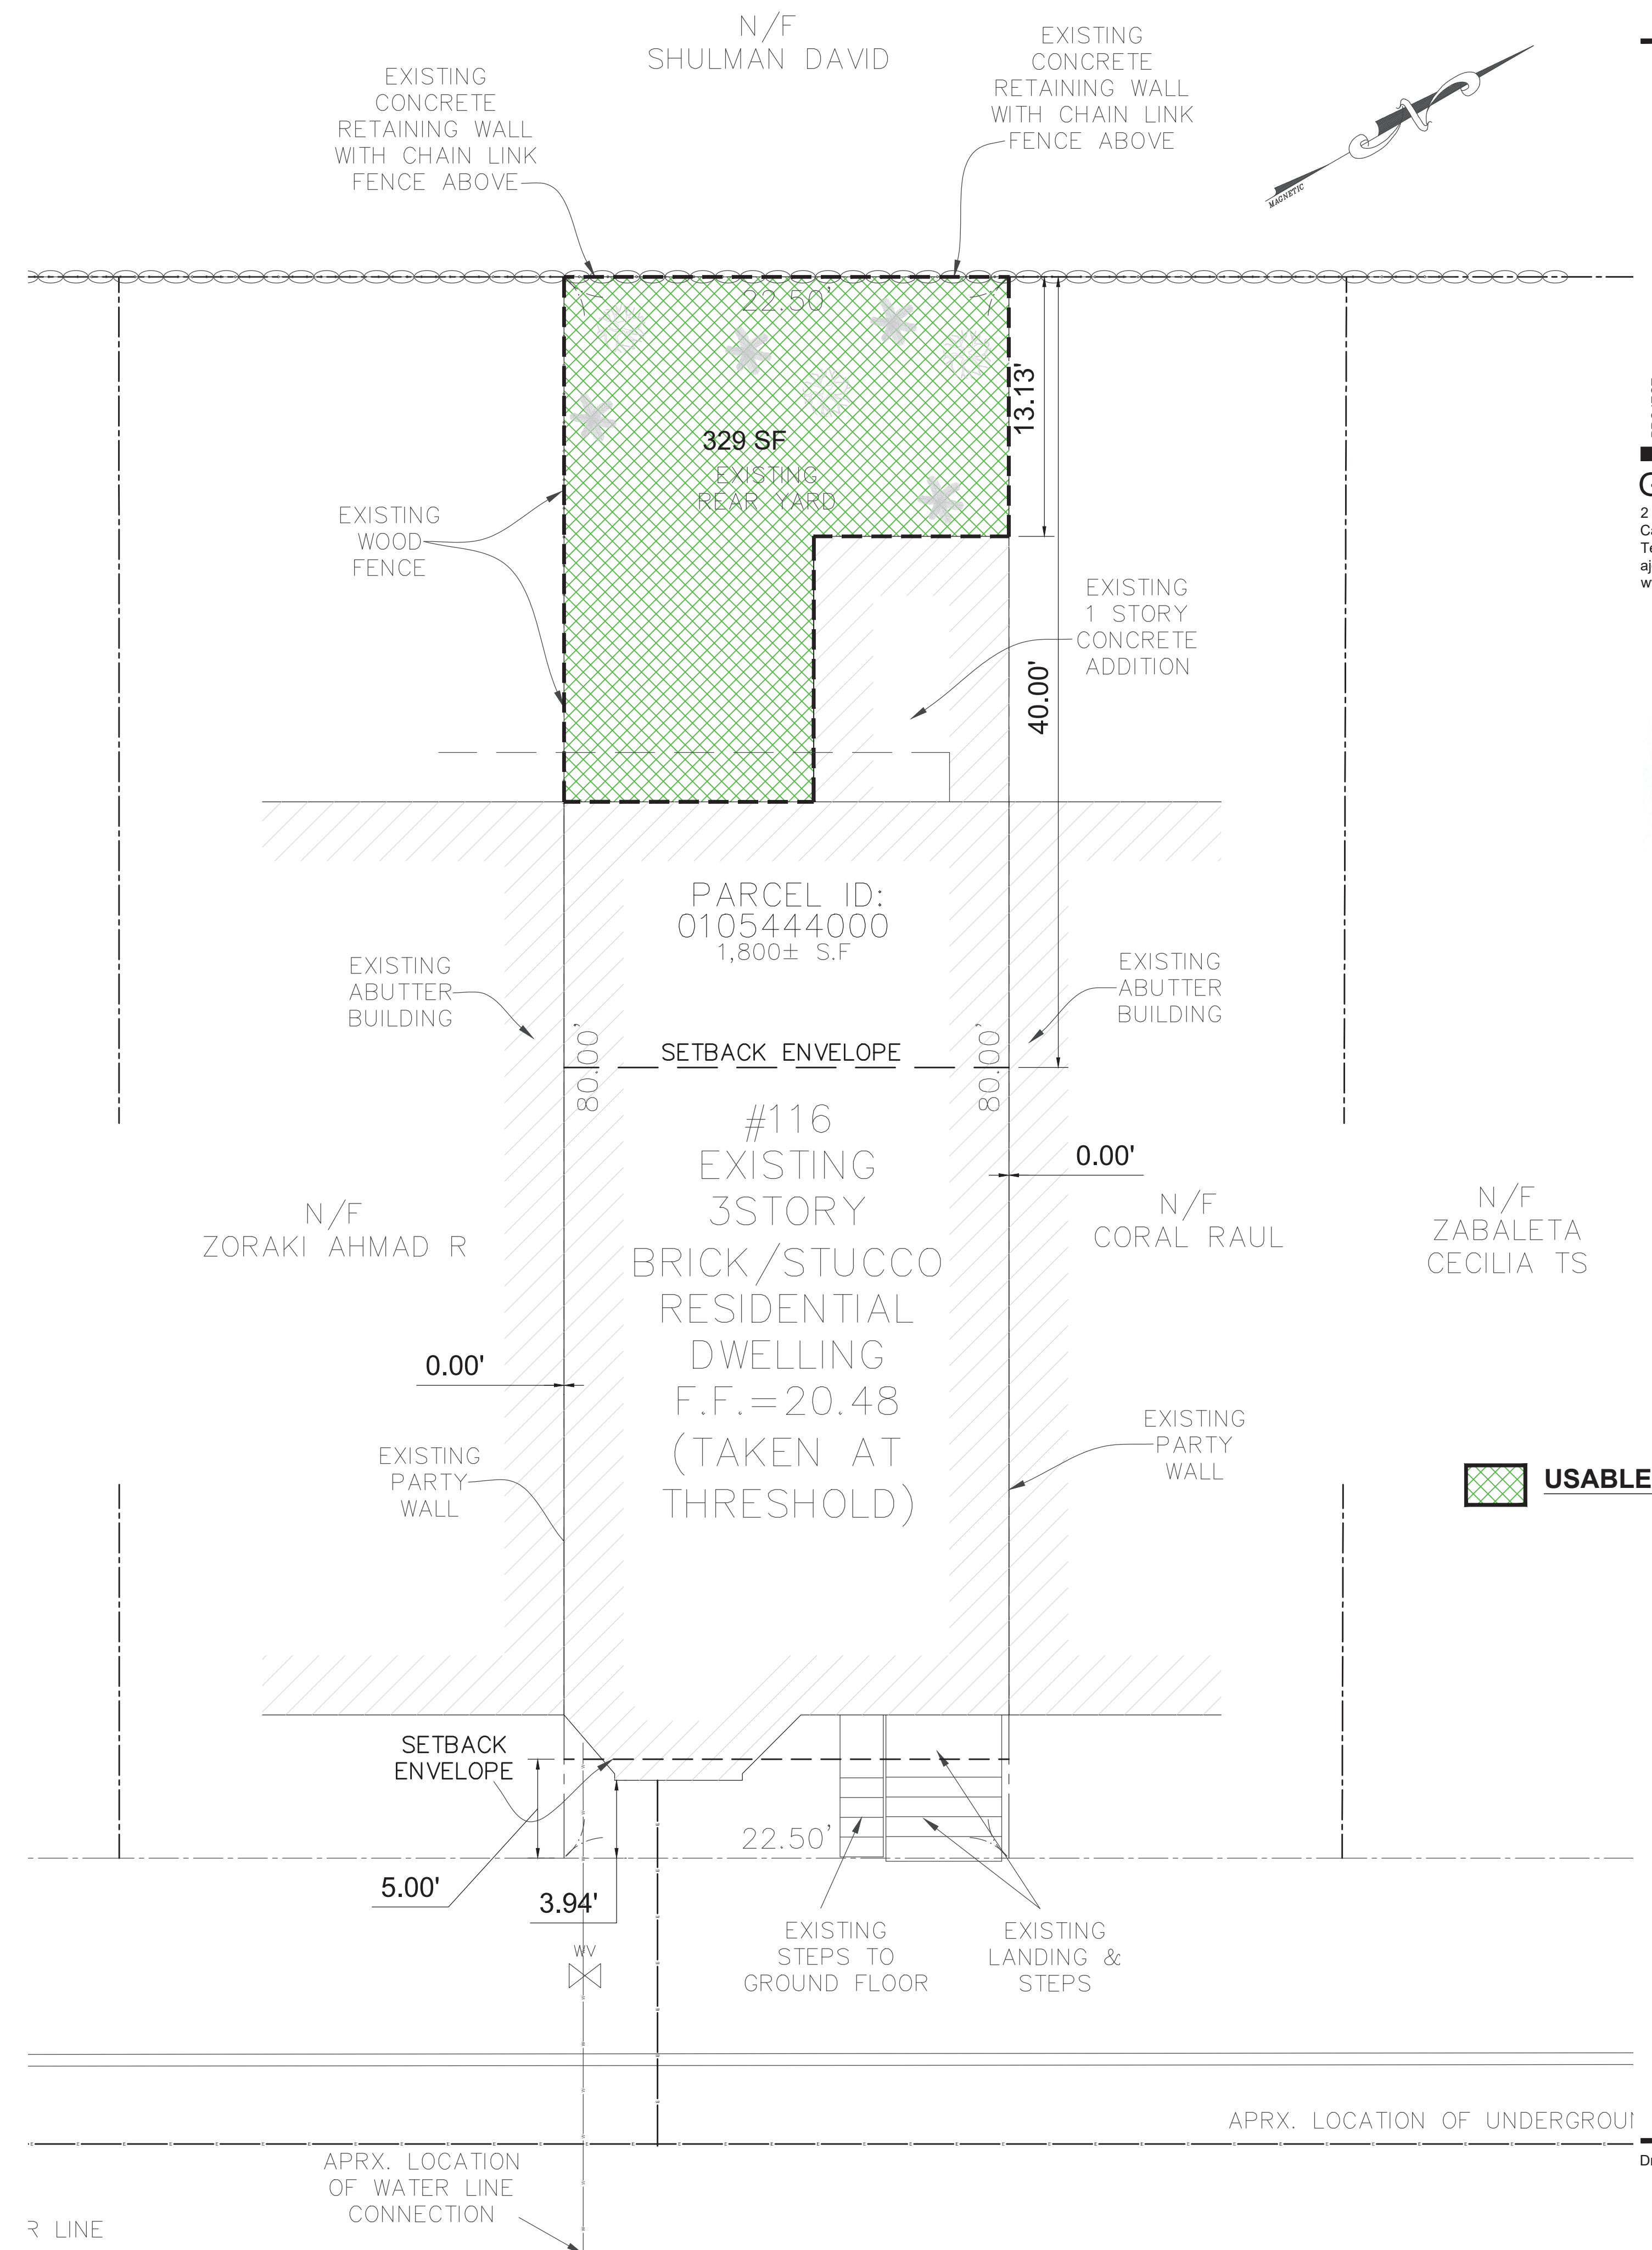 N/F
SHULMAN DAVID
EXISTING
CONCRETE
RETAINING WALL
WITH CHAIN LINK
FENCE ABOVE
EXISTING
CONCRETE
RETAINING WALL
WITH CHAIN LINK
FENCE ABOVE
MAGNETIC
22.50'
13.13'
329 SF
EXISTING
REAR YARD
EXISTING
WOOD
FENCE
EXISTING
1 STORY
CONCRETE
ADDITION
40.00'
PARCEL ID:
0105444000
1,800± S.F
EXISTING
ABUTTER
BUILDING
EXISTING
ABUTTER
BUILDING
80.00'
SETBACK ENVELOPE
80.00'
#116
EXISTING
3STORY
BRICK/STUCCO
RESIDENTIAL
DWELLING
F.F.=20.48
(TAKEN AT
THRESHOLD)
0.00'
N/F
ZORAKI AHMAD R
N/F
CORAL RAUL
N/F
ZABALETA
CECILIA TS
0.00'
EXISTING
PARTY
WALL
EXISTING
PARTY
WALL
USABLE
SETBACK
ENVELOPE
22.50'
5.00'
3.94'
WV
EXISTING
STEPS TO
GROUND FLOOR
EXISTING
LANDING &
STEPS
APRX. LOCATION OF
APRX. LOCATION
OF WATER LINE
CONNECTION
R LINE
G
2
Te
aj
w